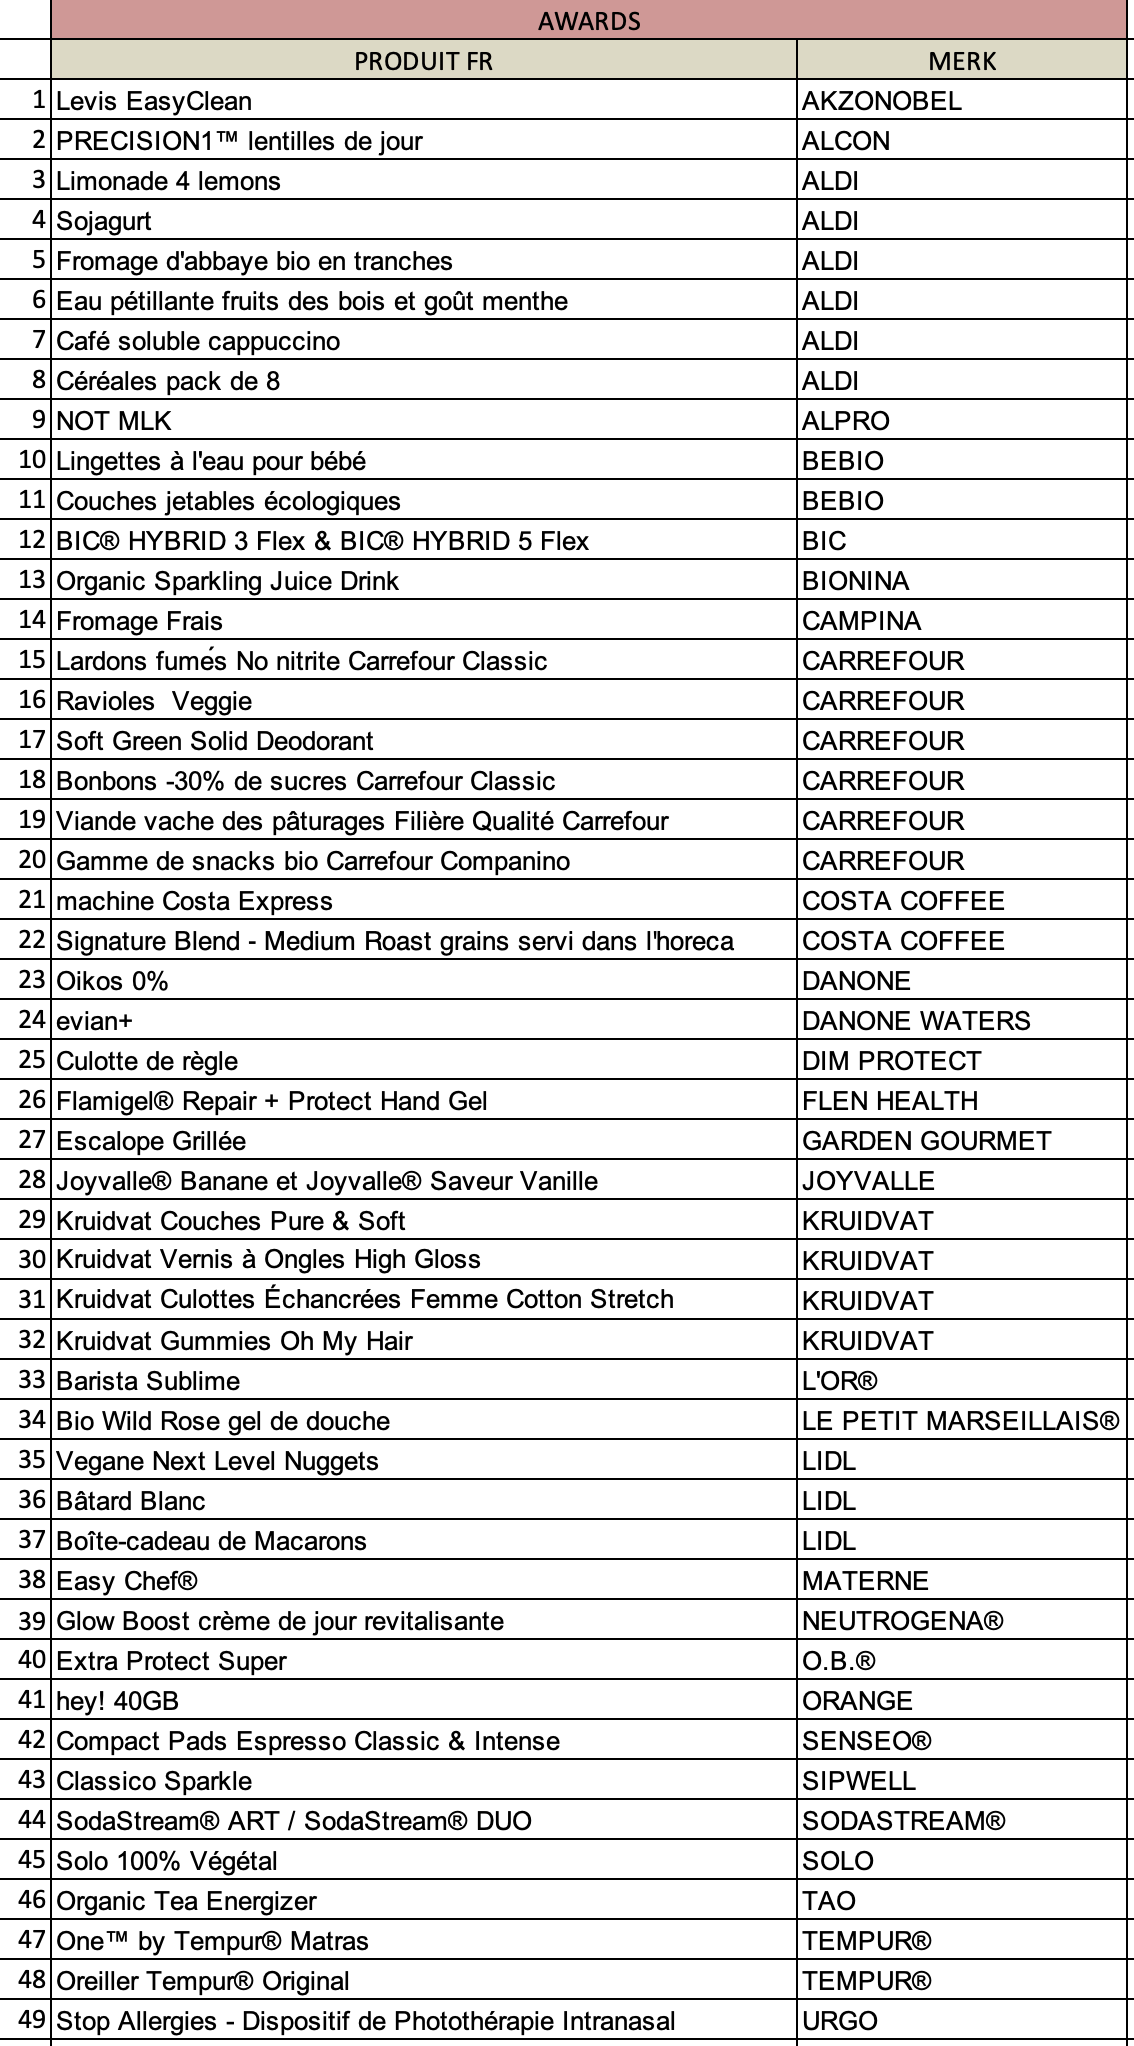 AWARDS
PRODUIT FR MERK
1 Levis EasyClean AKZONOBEL
2 PRECISION1™ lentilles de jour ALCON
3 Limonade 4 lemons ALDI
4 Sojagurt ALDI
5 Fromage d'abbaye bio en tranches ALDI
6 Eau pétillante fruits des bois et goût menthe ALDI
7 Café soluble cappuccino ALDI
8 Céréales pack de 8 ALDI
9 NOT MLK ALPRO
10 Lingettes à l'eau pour bébé BEBIO
11 Couches jetables écologiques BEBIO
12 BIC® HYBRID 3 Flex & BIC® HYBRID 5 Flex BIC
13 Organic Sparkling Juice Drink BIONINA
14 Fromage Frais CAMPINA
15 Lardons fumés No nitrite Carrefour Classic CARREFOUR
16 Ravioles  Veggie CARREFOUR
17 Soft Green Solid Deodorant CARREFOUR
18 Bonbons -30% de sucres Carrefour Classic CARREFOUR
19 Viande vache des pâturages Filière Qualité Carrefour CARREFOUR
20 Gamme de snacks bio Carrefour Companino CARREFOUR
21 machine Costa Express COSTA COFFEE
22 Signature Blend - Medium Roast grains servi dans l'horeca COSTA COFFEE
23 Oikos 0% DANONE
24 evian+ DANONE WATERS
25 Culotte de règle DIM PROTECT
26 Flamigel® Repair + Protect Hand Gel FLEN HEALTH
27 Escalope Grillée GARDEN GOURMET
28 Joyvalle® Banane et Joyvalle® Saveur Vanille JOYVALLE
29 Kruidvat Couches Pure & Soft KRUIDVAT
30 Kruidvat Vernis à Ongles High Gloss KRUIDVAT
31 Kruidvat Culottes Échancrées Femme Cotton Stretch KRUIDVAT
32 Kruidvat Gummies Oh My Hair KRUIDVAT
33 Barista Sublime L'OR®
34 Bio Wild Rose gel de douche LE PETIT MARSEILLAIS®
35 Vegane Next Level Nuggets LIDL
36 Bâtard Blanc LIDL
37 Boîte-cadeau de Macarons LIDL
38 Easy Chef® MATERNE
39 Glow Boost crème de jour revitalisante NEUTROGENA®
40 Extra Protect Super O.B.®
41 hey! 40GB ORANGE
42 Compact Pads Espresso Classic & Intense SENSEO®
43 Classico Sparkle SIPWELL
44 SodaStream® ART / SodaStream® DUO SODASTREAM®
45 Solo 100% Végétal SOLO
46 Organic Tea Energizer TAO
47 One™ by Tempur® Matras TEMPUR®
48 Oreiller Tempur® Original TEMPUR®
49 Stop Allergies - Dispositif de Photothérapie Intranasal URGO